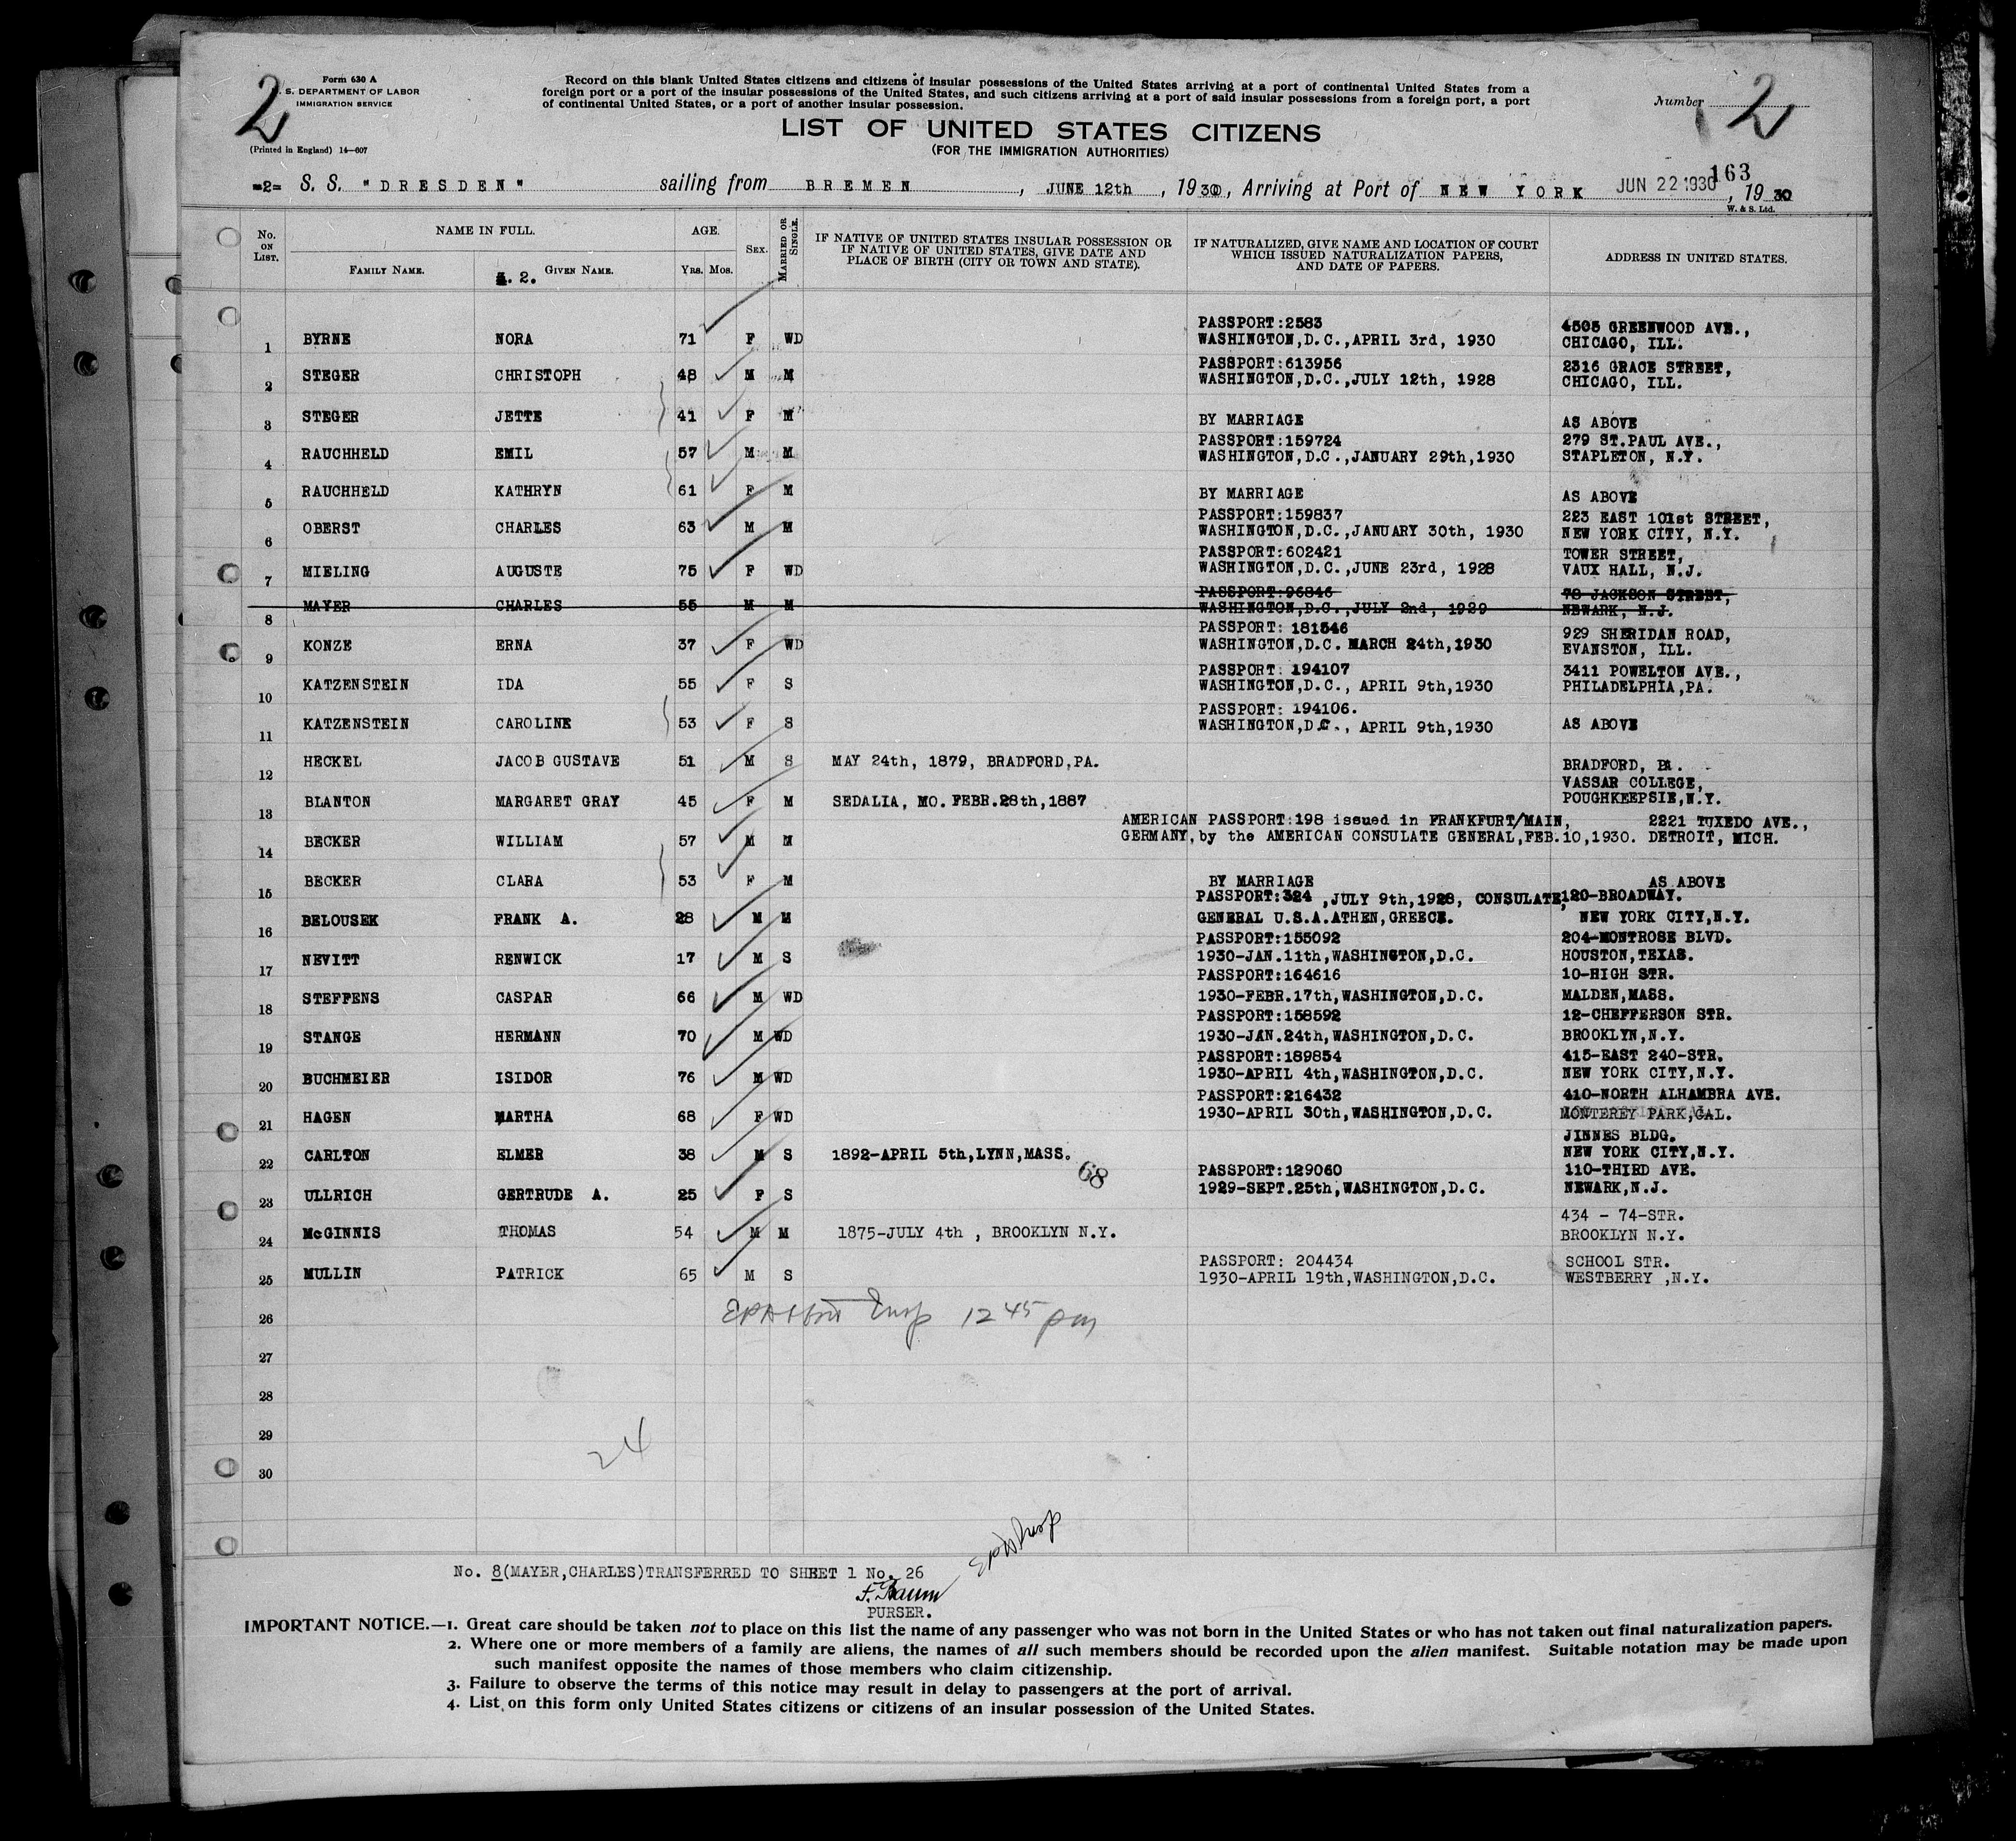 2
Form 630 A
S. DEPARTMENT OF LABOR
IMMIGRATION SERVICE
(Printed in England) 14—607
Record on this blank United States citizens and citizens of insular possessions of the United States arriving at a port of continental United States from a
foreign port or a port of the insular possessions of the United States, and such citizens arriving at a port of said insular possessions from a foreign port, a port
of continental United States, or a port of another insular possession.
Number 2
LIST OF UNITED STATES CITIZENS
(FOR THE IMMIGRATION AUTHORITIES)
163
=2= S. S. "DRESDEN" sailing from BREMEN, JUNE 12th, 1930, Arriving at Port of NEW YORK JUN 22 1930, 1930
W. & S. Ltd.
No. ON LIST. NAME IN FULL. AGE. SEX. MARRIED OR SINGLE. IF NATIVE OF UNITED STATES INSULAR POSSESSION OR IF NATIVE OF UNITED STATES, GIVE DATE AND PLACE OF BIRTH (CITY OR TOWN AND STATE). IF NATURALIZED, GIVE NAME AND LOCATION OF COURT WHICH ISSUED NATURALIZATION PAPERS, AND DATE OF PAPERS. ADDRESS IN UNITED STATES.
FAMILY NAME. 2. GIVEN NAME. YRS. MOS.
PASSPORT:2583 4505 GREENWOOD AVE.,
1 BYRNE NORA 71 F WD WASHINGTON,D.C.,APRIL 3rd, 1930 CHICAGO, ILL.
PASSPORT:613956 2316 GRACE STREET,
2 STEGER CHRISTOPH 48 M M WASHINGTON,D.C.,JULY 12th, 1928 CHICAGO, ILL.
3 STEGER JETTE 41 F M BY MARRIAGE AS ABOVE
PASSPORT:159724 279 ST.PAUL AVE.,
4 RAUCHHELD EMIL 57 M M WASHINGTON,D.C.,JANUARY 29th,1930 STAPLETON, N.Y.
5 RAUCHHELD KATHRYN 61 F M BY MARRIAGE AS ABOVE
PASSPORT:159837 223 EAST 101st STREET,
6 OBERST CHARLES 63 M M WASHINGTON,D.C.,JANUARY 30th, 1930 NEW YORK CITY, N.Y.
PASSPORT:602421 TOWER STREET,
7 MIELING AUGUSTE 75 F WD WASHINGTON,D.C.,JUNE 23rd, 1928 VAUX HALL, N.J.
PASSPORT:96846 78 JACKSON STREET,
8 MAYER CHARLES 55 M M WASHINGTON,D.C.,JULY 2nd, 1929 NEWARK, N.J.
PASSPORT: 181546 929 SHERIDAN ROAD,
9 KONZE ERNA 37 F WD WASHINGTON,D.C. MARCH 24th,1930 EVANSTON, ILL.
PASSPORT: 194107 3411 POWELTON AVE.,
10 KATZENSTEIN IDA 55 F S WASHINGTON,D.C., APRIL 9th,1930 PHILADELPHIA,PA.
PASSPORT: 194106.
11 KATZENSTEIN CAROLINE 53 F S WASHINGTON,D.C., APRIL 9th,1930 AS ABOVE
12 HECKEL JACOB GUSTAVE 51 M S MAY 24th, 1879, BRADFORD,PA. BRADFORD, PA.
VASSAR COLLEGE,
13 BLANTON MARGARET GRAY 45 F M SEDALIA, MO. FEBR.28th,1887 POUGHKEEPSIE,N.Y.
AMERICAN PASSPORT:198 issued in FRANKFURT/MAIN, 2221 TUXEDO AVE.,
14 BECKER WILLIAM 57 M M GERMANY,by the AMERICAN CONSULATE GENERAL,FEB.10,1930. DETROIT, MICH.
15 BECKER CLARA 53 F M BY MARRIAGE AS ABOVE
PASSPORT:324 ,JULY 9th,1928, CONSULATE, 120-BROADWAY.
16 BELOUSEK FRANK A. 28 M M GENERAL U.S.A.ATHEN,GREECE. NEW YORK CITY,N.Y.
PASSPORT:155092 204-MONTROSE BLVD.
17 NEVITT RENWICK 17 M S 1930-JAN.11th,WASHINGTON,D.C. HOUSTON,TEXAS.
PASSPORT:164616 10-HIGH STR.
18 STEFFENS CASPAR 66 M WD 1930-FEBR.17th,WASHINGTON,D.C. MALDEN,MASS.
PASSPORT:158592 12-CHEFFERSON STR.
19 STANGE HERMANN 70 M WD 1930-JAN.24th,WASHINGTON,D.C. BROOKLYN,N.Y.
PASSPORT:189854 415-EAST 240-STR.
20 BUCHMEIER ISIDOR 76 M WD 1930-APRIL 4th,WASHINGTON,D.C. NEW YORK CITY,N.Y.
PASSPORT:216432 410-NORTH ALHAMBRA AVE.
21 HAGEN MARTHA 68 F WD 1930-APRIL 30th,WASHINGTON,D.C. MONTEREY PARK,CAL.
JINNES BLDG.
22 CARLTON ELMER 38 M S 1892-APRIL 5th,LYNN,MASS. NEW YORK CITY,N.Y.
68 PASSPORT:129060 110-THIRD AVE.
23 ULLRICH GERTRUDE A. 25 F S 1929-SEPT.25th,WASHINGTON,D.C. NEWARK,N.J.
434 - 74-STR.
24 McGINNIS THOMAS 54 M M 1875-JULY 4th , BROOKLYN N.Y. BROOKLYN N.Y.
PASSPORT: 204434 SCHOOL STR.
25 MULLIN PATRICK 65 M S 1930-APRIL 19th,WASHINGTON,D.C. WESTBERRY ,N.Y.
26 Insp 12 45 pm
27
28
29
24
30
Insp
No. 8(MAYER,CHARLES)TRANSFERRED TO SHEET 1 No. 26
F. Baum
PURSER.
IMPORTANT NOTICE.—1. Great care should be taken not to place on this list the name of any passenger who was not born in the United States or who has not taken out final naturalization papers.
2. Where one or more members of a family are aliens, the names of all such members should be recorded upon the alien manifest. Suitable notation may be made upon
such manifest opposite the names of those members who claim citizenship.
3. Failure to observe the terms of this notice may result in delay to passengers at the port of arrival.
4. List on this form only United States citizens or citizens of an insular possession of the United States.